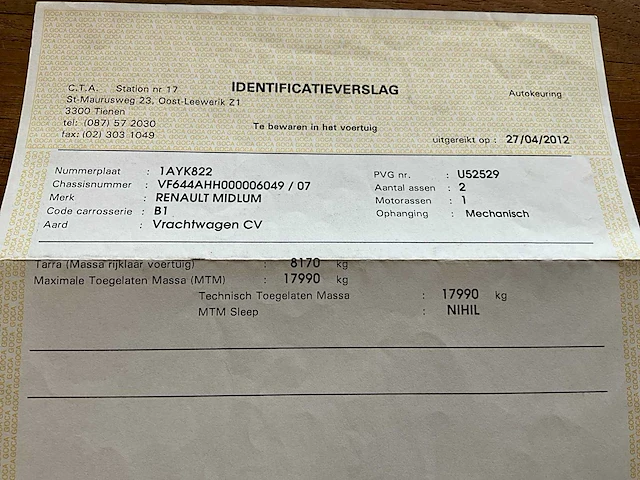 C.T.A. Station nr 17
St-Maurusweg 23, Oost-Leewerik Z1
3300 Tienen
tel: (087) 57 2030
fax: (02) 303 1049
IDENTIFICATIEVERSLAG
Te bewaren in het voertuig
Autokeuring
uitgereikt op : 27/04/2012
Nummerplaat : 1AYK822
Chassisnummer : VF644AHH000006049 / 07
Merk : RENAULT MIDLUM
Code carrosserie : B1
Aard : Vrachtwagen CV
PVG nr. : U52529
Aantal assen : 2
Motorassen : 1
Ophanging : Mechanisch
Tarra (Massa rijklaar voertuig) : 8170 kg
Maximale Toegelaten Massa (MTM) : 17990 kg
Technisch Toegelaten Massa : 17990 kg
MTM Sleep : NIHIL